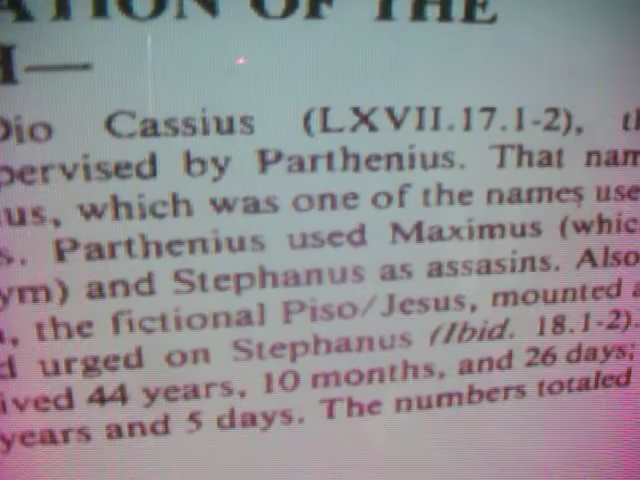 ATION OF THE
H—
Dio Cassius (LXVII.17.1-2), th
pervised by Parthenius. That nam
us, which was one of the names use
s. Parthenius used Maximus (whic
ym) and Stephanus as assasins. Also
, the fictional Piso/Jesus, mounted a
d urged on Stephanus (Ibid. 18.1-2).
ived 44 years, 10 months, and 26 days;
years and 5 days. The numbers totaled